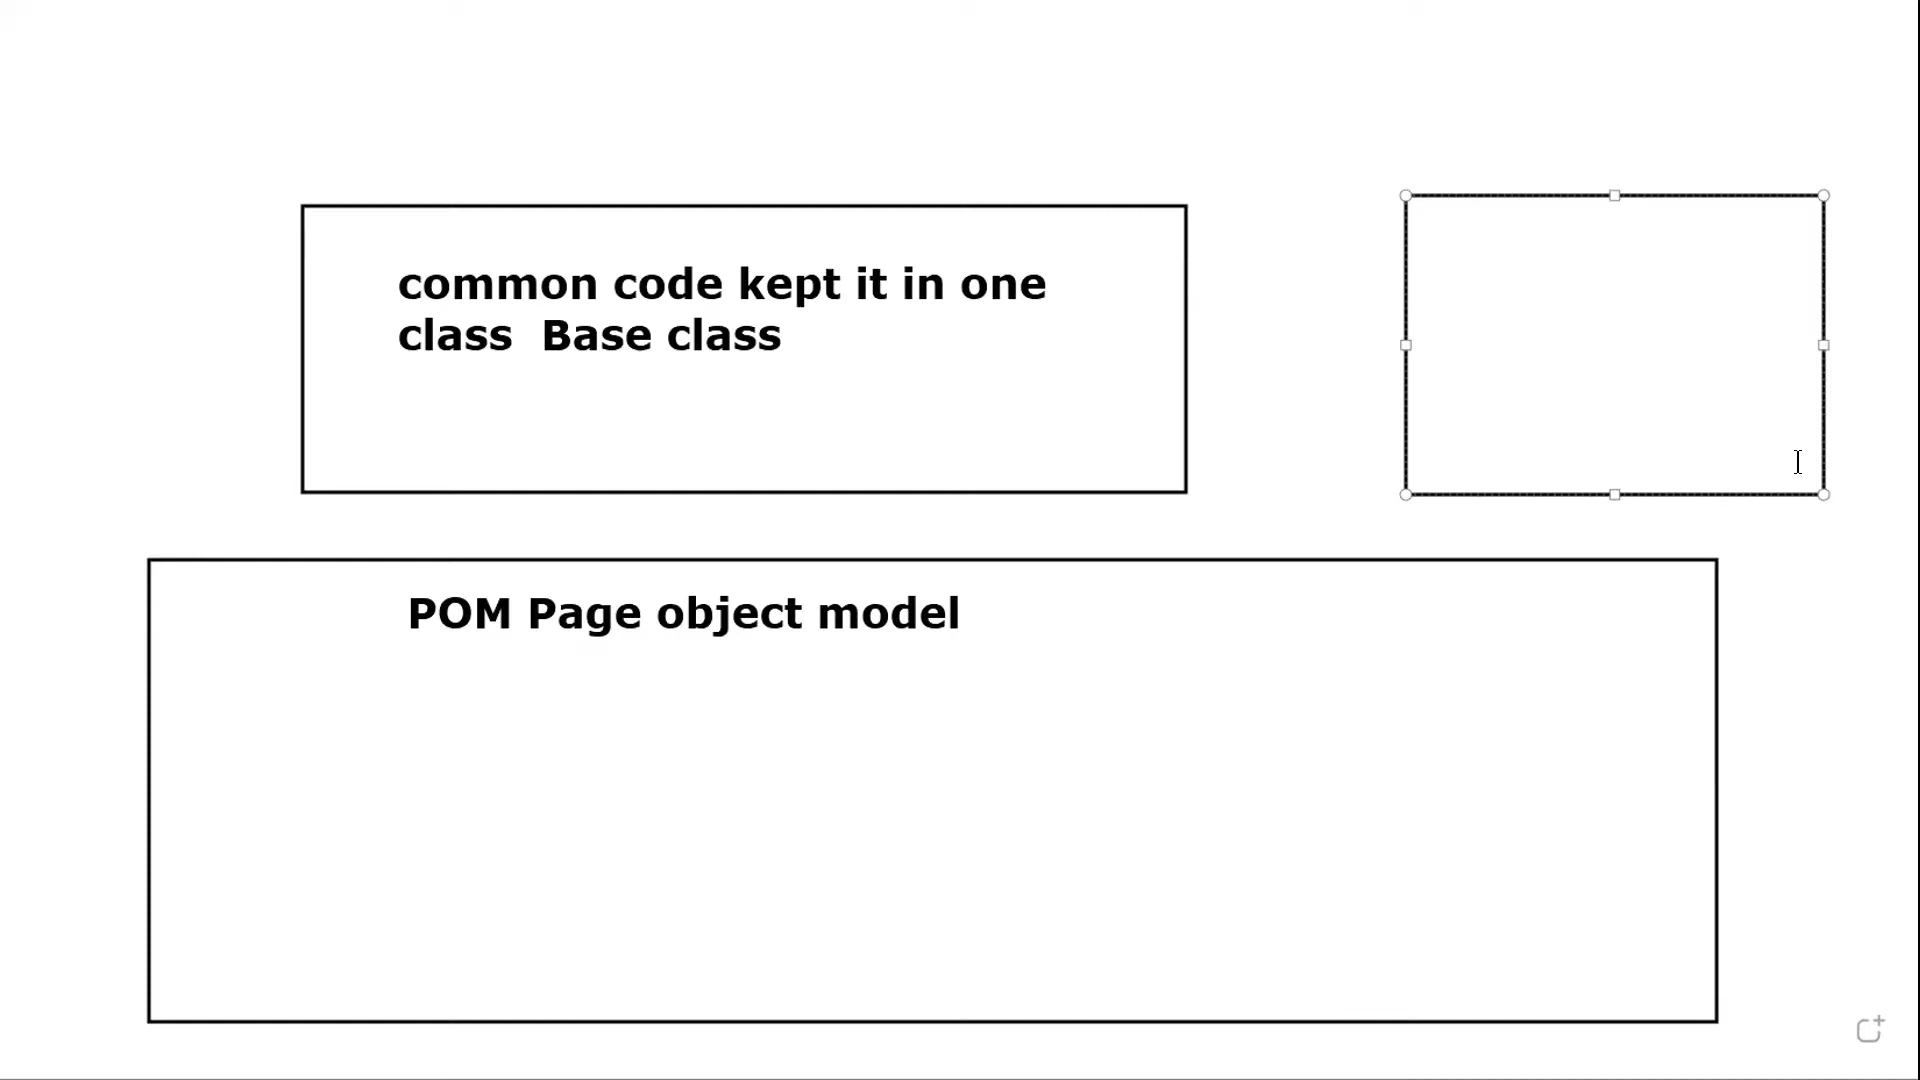 common code kept it in one
class  Base class
POM Page object model